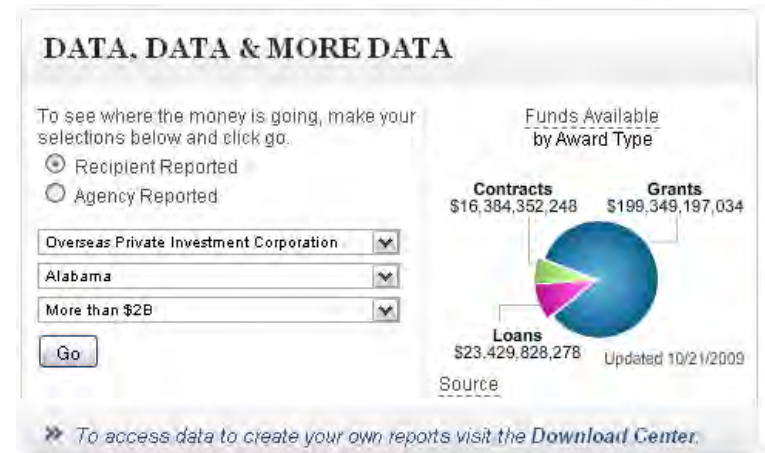 DATA, DATA & MORE DATA
To see where the money is going, make your
selections below and click go.
Recipient Reported
Agency Reported
Overseas Private Investment Corporation
Alabama
More than $2B
Go
Funds Available
by Award Type
Contracts
$16,384,352,248
Grants
$199,349,197,034
Loans
$23,429,828,278
Updated 10/21/2009
Source
» To access data to create your own reports visit the Download Center.